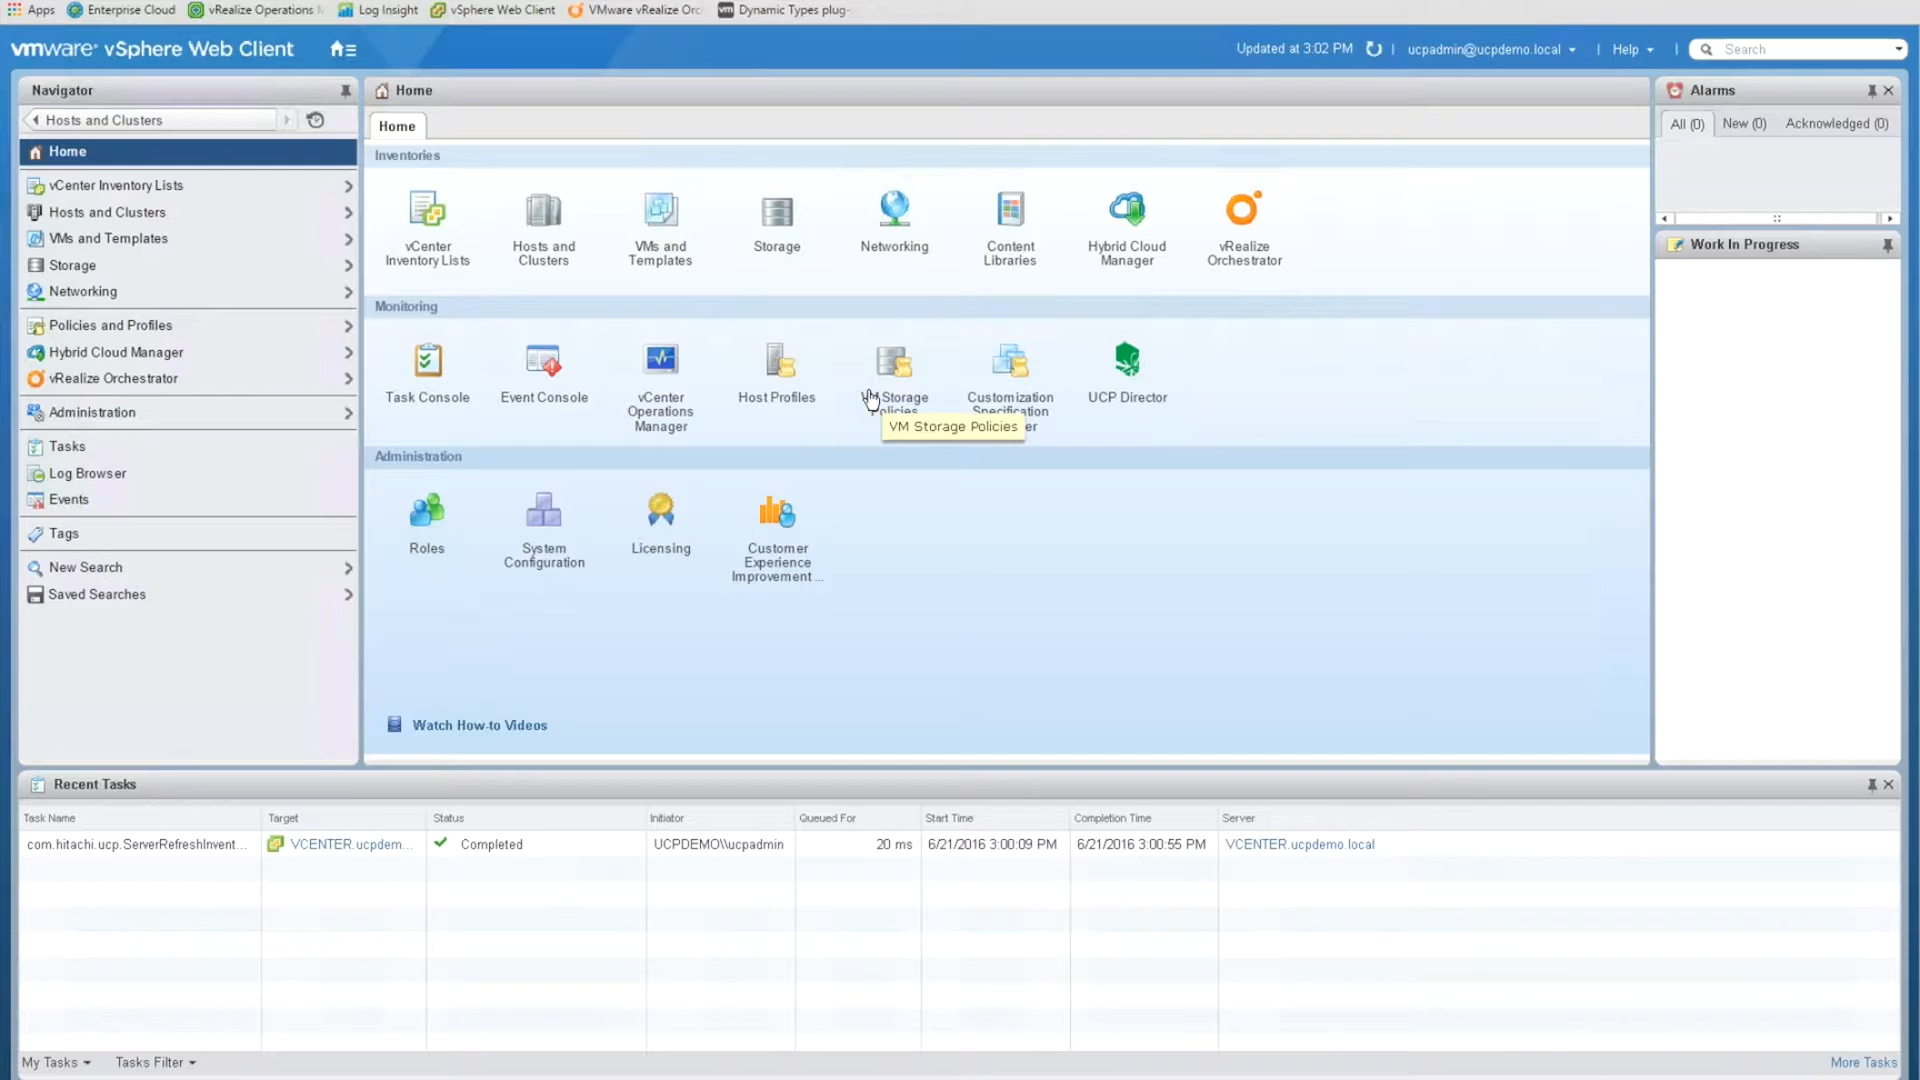 Apps Enterprise Cloud vRealize Operations Log Insight vSphere Web Client VMware vRealize Orc Dynamic Types plug-
vmware vSphere Web Client Updated at 3:02 PM ucpadmin@ucpdemo.local Help Search
Navigator
Hosts and Clusters
Home
vCenter Inventory Lists
Hosts and Clusters
VMs and Templates
Storage
Networking
Policies and Profiles
Hybrid Cloud Manager
vRealize Orchestrator
Administration
Tasks
Log Browser
Events
Tags
New Search
Saved Searches
Home
Home
Inventories
vCenter Inventory Lists
Hosts and Clusters
VMs and Templates
Storage
Networking
Content Libraries
Hybrid Cloud Manager
vRealize Orchestrator
Monitoring
Task Console
Event Console
vCenter Operations Manager
Host Profiles
Storage Policies
Customization Specification er
UCP Director
VM Storage Policies
Administration
Roles
System Configuration
Licensing
Customer Experience Improvement ...
Watch How-to Videos
Alarms
All (0) New (0) Acknowledged (0)
Work In Progress
Recent Tasks
Task Name Target Status Initiator Queued For Start Time Completion Time Server
com.hitachi.ucp.ServerRefreshInvent... VCENTER.ucpdem... Completed UCPDEMO\\ucpadmin 20 ms 6/21/2016 3:00:09 PM 6/21/2016 3:00:55 PM VCENTER.ucpdemo.local
My Tasks Tasks Filter More Tasks